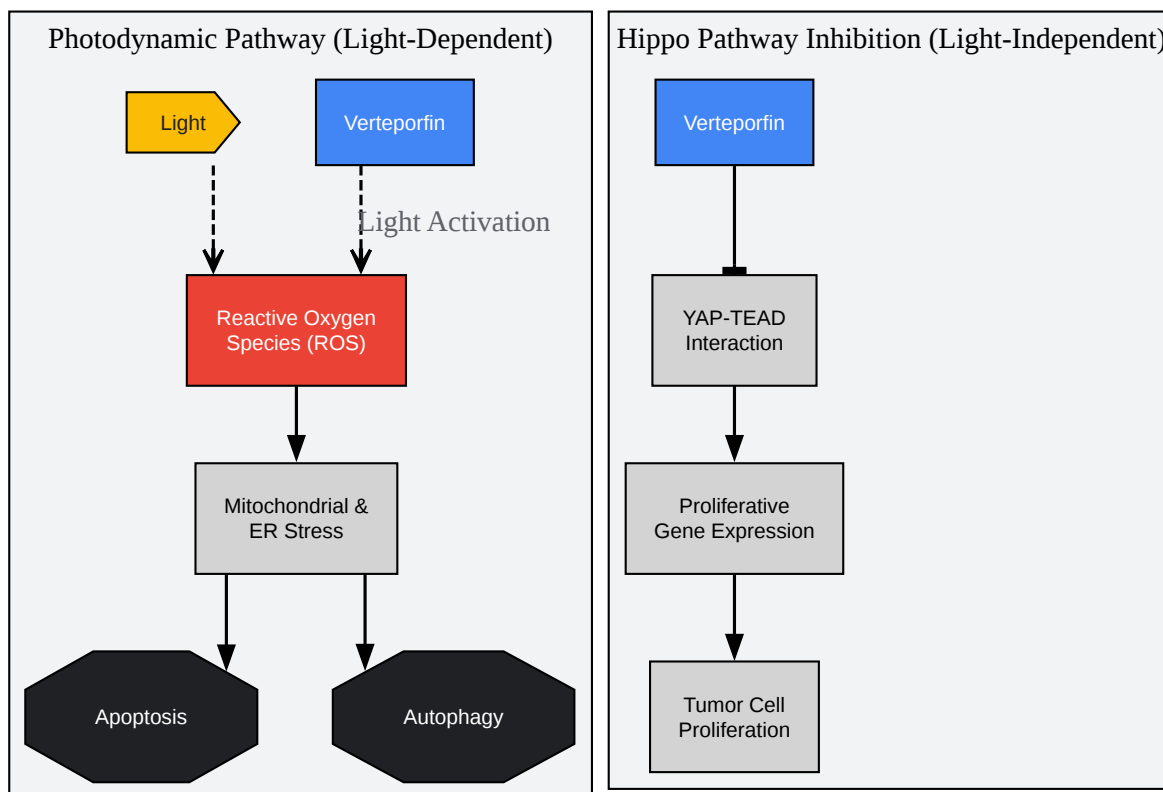 Photodynamic Pathway (Light-Dependent)
Light
Verteporfin
Light Activation
Reactive Oxygen
Species (ROS)
Mitochondrial &
ER Stress
Apoptosis
Autophagy
Hippo Pathway Inhibition (Light-Independent)
Verteporfin
YAP-TEAD
Interaction
Proliferative
Gene Expression
Tumor Cell
Proliferation